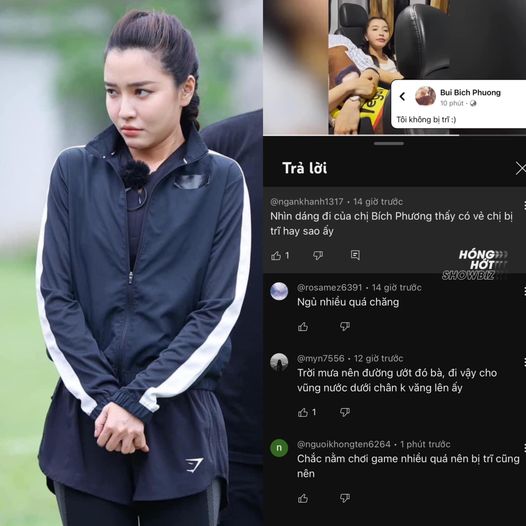 Bui Bich Phuong
10 phút
Tôi không bị trĩ :)
Trả lời
@ngankhanh1317 • 14 giờ trước
Nhìn dáng đi của chị Bích Phương thấy có vẻ chị bị
trĩ hay sao ấy
1
HÓNG
HỚT
SHOWBIZ
@rosamez6391 • 14 giờ trước
Ngủ nhiều quá chăng
@myn7556 • 12 giờ trước
Trời mưa nên đường ướt đó bà, đi vậy cho
vũng nước dưới chân k văng lên ấy
1
n
@nguoikhongten6264 • 1 phút trước
Chắc nằm chơi game nhiều quá nên bị trĩ cũng
nên